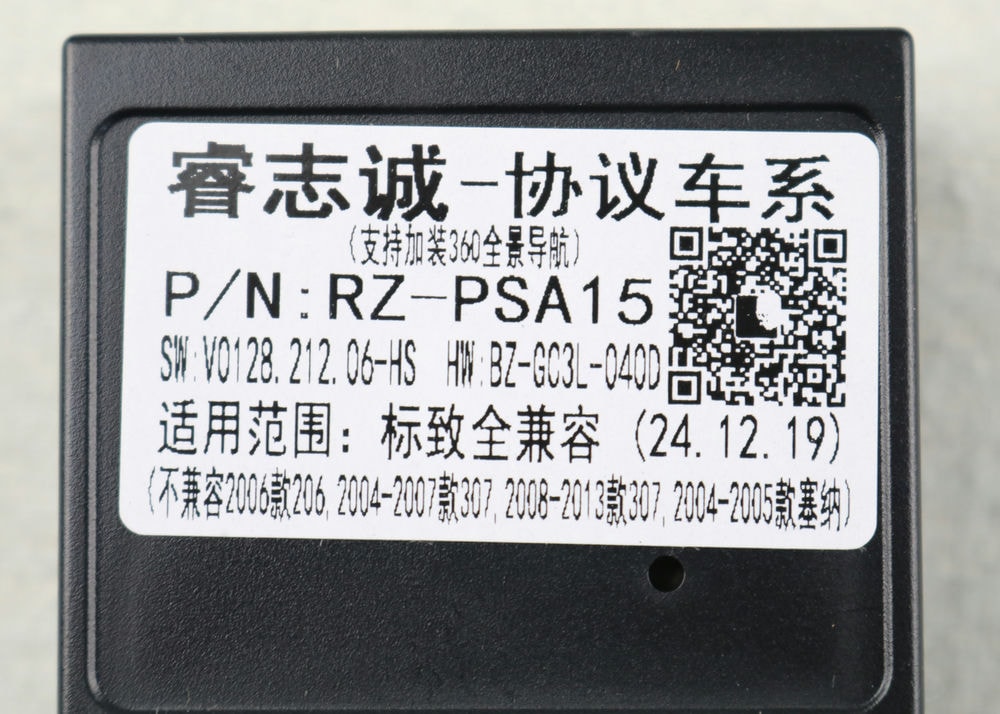 睿志诚-协议车系
(支持加装360全景导航)
P/N:RZ-PSA15
SW:V0128.212.06-HS HW:BZ-GC3L-040D
适用范围：标致全兼容 (24.12.19)
(不兼容2006款206,2004-2007款307,2008-2013款307,2004-2005款塞纳)